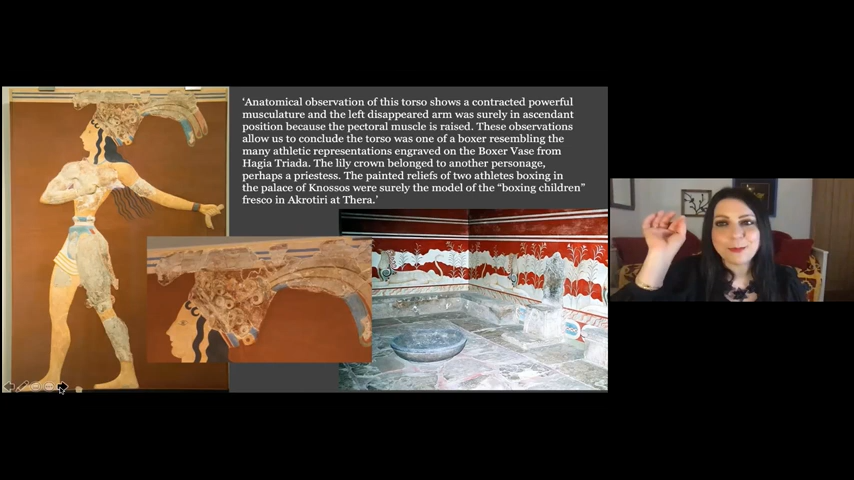 ‘Anatomical observation of this torso shows a contracted powerful
musculature and the left disappeared arm was surely in ascendant
position because the pectoral muscle is raised. These observations
allow us to conclude the torso was one of a boxer resembling the
many athletic representations engraved on the Boxer Vase from
Hagia Triada. The lily crown belonged to another personage,
perhaps a priestess. The painted reliefs of two athletes boxing in
the palace of Knossos were surely the model of the “boxing children”
fresco in Akrotiri at Thera.’